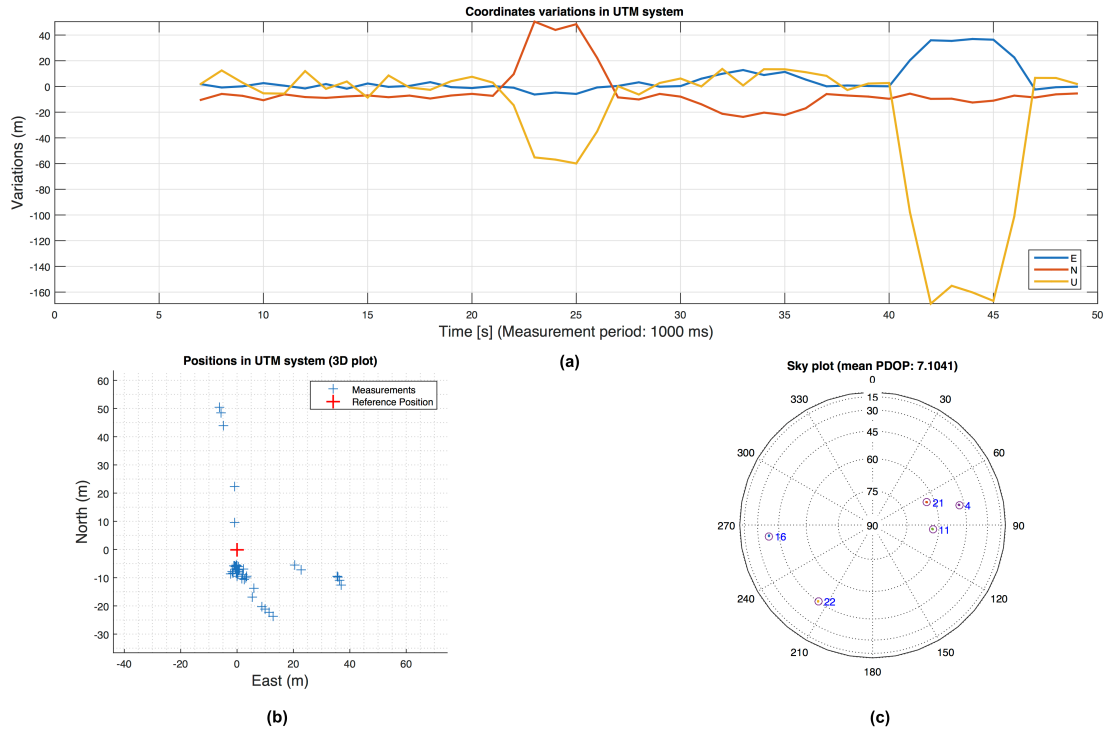 Coordinates variations in UTM system
40
20
0
-20
-40
-60
-80
-100
-120
-140
-160
Variations (m)
E
N
U
0 5 10 15 20 25 30 35 40 45 50
Time [s] (Measurement period: 1000 ms)
(a)
Positions in UTM system (3D plot)
60
50
40
30
20
10
0
-10
-20
-30
North (m)
Measurements
Reference Position
-40 -20 0 20 40 60
East (m)
(b)
Sky plot (mean PDOP: 7.1041)
0
330 15 30
30
300 45 60
60
75
21 4
270 90 90
16 11
240 22 120
210 150
180
(c)